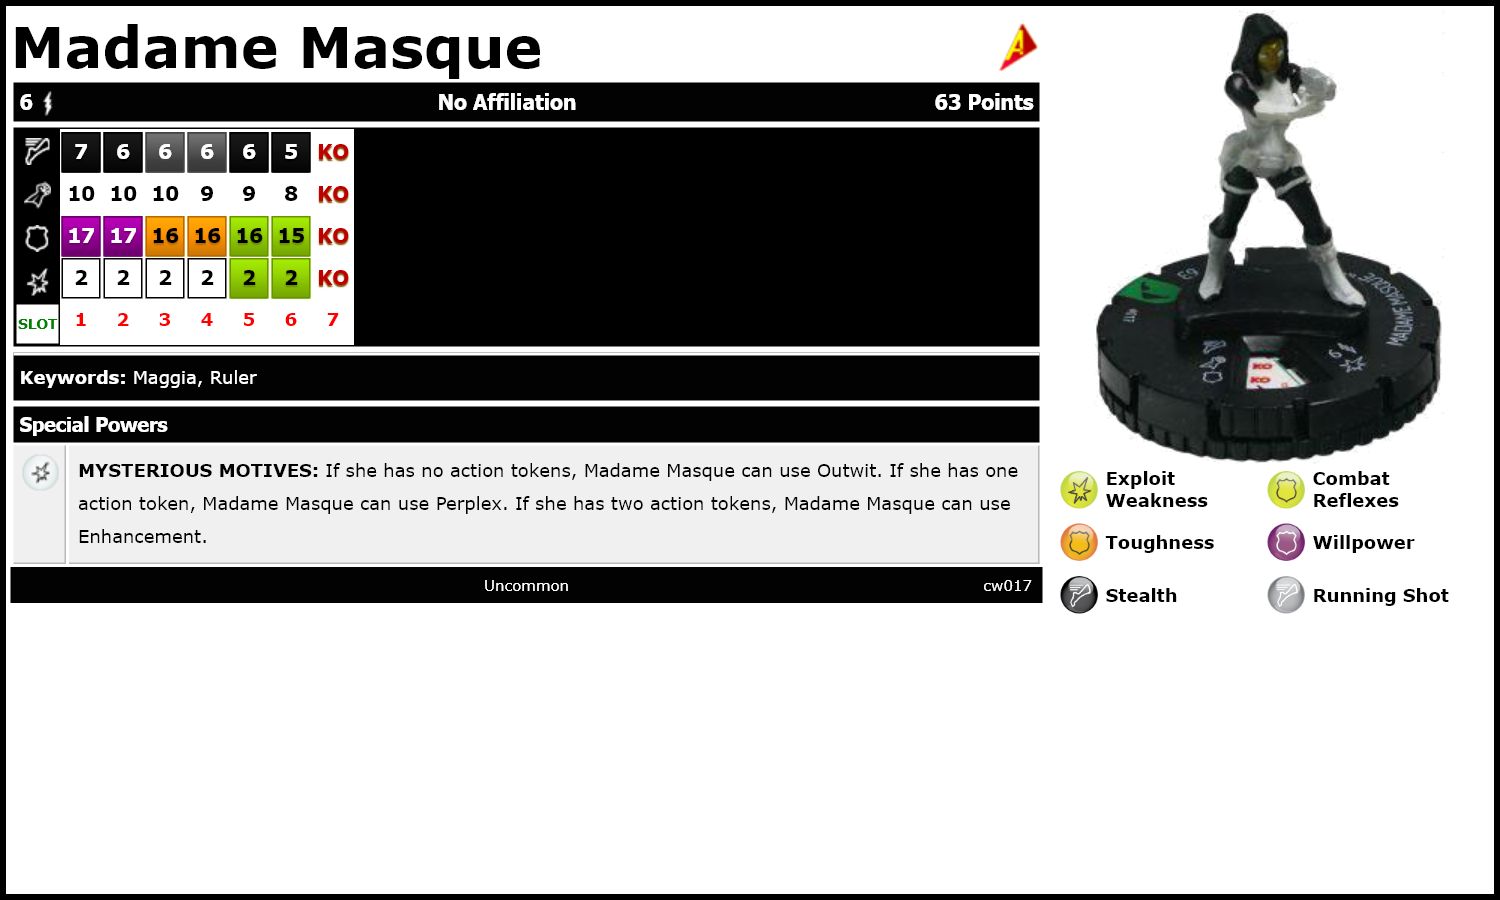 Madame Masque
A
6 No Affiliation 63 Points
7 6 6 6 6 5 KO
10 10 10 9 9 8 KO
17 17 16 16 16 15 KO
2 2 2 2 2 2 KO
SLOT 1 2 3 4 5 6 7
Keywords: Maggia, Ruler
Special Powers
MYSTERIOUS MOTIVES: If she has no action tokens, Madame Masque can use Outwit. If she has one
action token, Madame Masque can use Perplex. If she has two action tokens, Madame Masque can use
Enhancement.
Uncommon cw017
63
017
MADAME MASQUE
6
KO
KO
Exploit
Weakness
Combat
Reflexes
Toughness
Willpower
Stealth
Running Shot